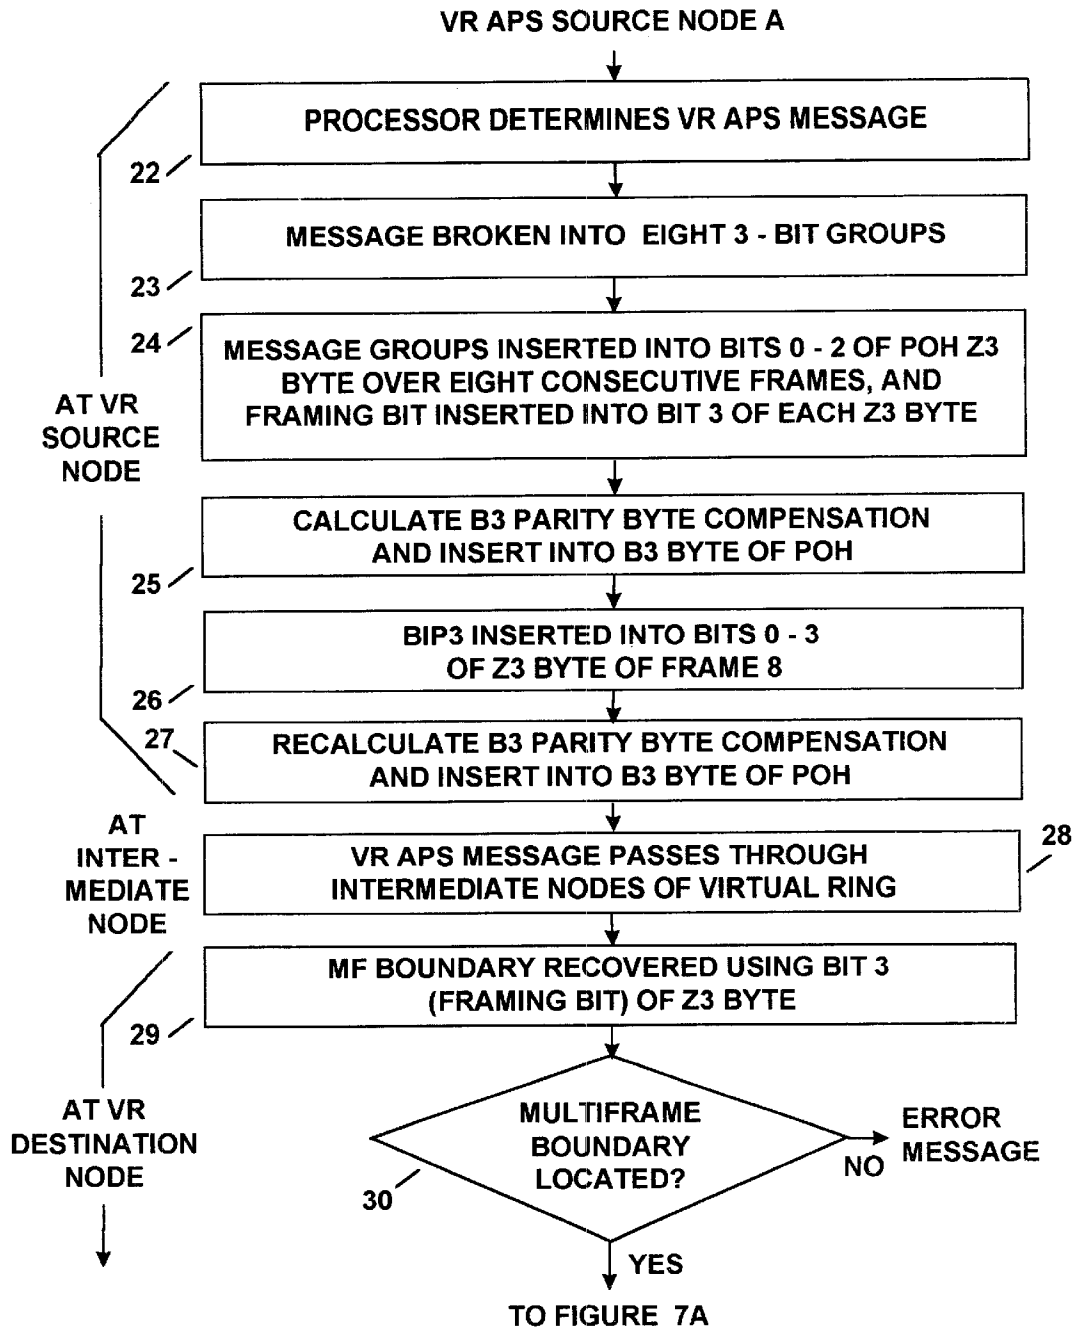 VR APS SOURCE NODE A
PROCESSOR DETERMINES VR APS MESSAGE
22
MESSAGE BROKEN INTO EIGHT 3 - BIT GROUPS
23
24
MESSAGE GROUPS INSERTED INTO BITS 0 - 2 OF POH Z3
BYTE OVER EIGHT CONSECUTIVE FRAMES, AND
FRAMING BIT INSERTED INTO BIT 3 OF EACH Z3 BYTE
AT VR
SOURCE
NODE
CALCULATE B3 PARITY BYTE COMPENSATION
AND INSERT INTO B3 BYTE OF POH
25
BIP3 INSERTED INTO BITS 0 - 3
OF Z3 BYTE OF FRAME 8
26
27
RECALCULATE B3 PARITY BYTE COMPENSATION
AND INSERT INTO B3 BYTE OF POH
AT
INTER -
MEDIATE
NODE
28
VR APS MESSAGE PASSES THROUGH
INTERMEDIATE NODES OF VIRTUAL RING
MF BOUNDARY RECOVERED USING BIT 3
(FRAMING BIT) OF Z3 BYTE
29
AT VR
DESTINATION
NODE
MULTIFRAME
BOUNDARY
LOCATED?
30
NO
ERROR
MESSAGE
YES
TO FIGURE 7A